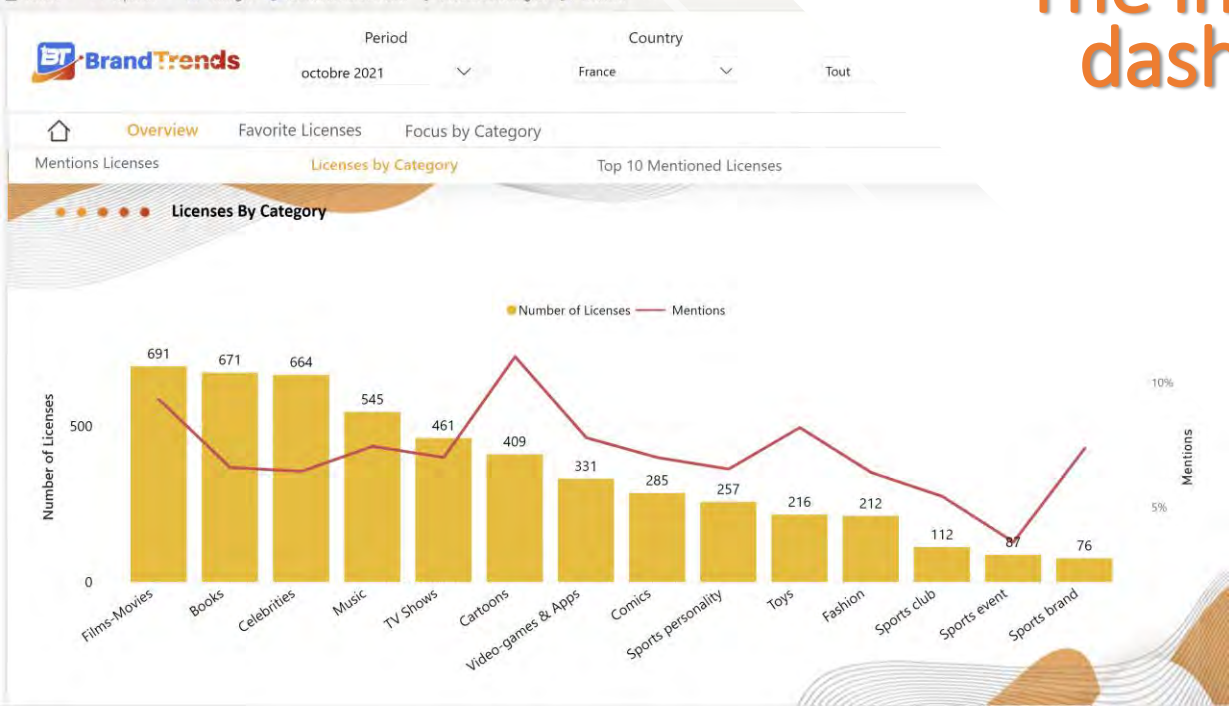 dash
BrandTrends
Period
Country
octobre 2021
France
Tout
Overview
Favorite Licenses
Focus by Category
Mentions Licenses
Licenses by Category
Top 10 Mentioned Licenses
Licenses By Category
Number of Licenses
Mentions
691
671
664
545
461
409
331
285
257
216
212
112
87
76
Number of Licenses
500
0
10%
5%
Mentions
Films-Movies
Books
Celebrities
Music
TV Shows
Cartoons
Video-games & Apps
Comics
Sports personality
Toys
Fashion
Sports club
Sports event
Sports brand